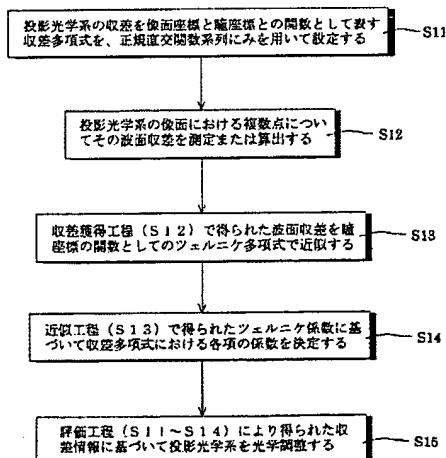 投影光学系の収差を像面座標と瞳座標との関数として表す
収差多項式を、正規直交関数系列にみを用いて設定する
S11
投影光学系の像面における複数点につい
てその波面収差を測定または算出する
S12
収差獲得工程(S12)で得られた波面収差を瞳
座標の関数としてのツェルニケ多項式で近似する
S13
近似工程(S13)で得られたツェルニケ係数に基
づいて収差多項式における各項の係数を決定する
S14
評価工程(S11~S14)により得られた収
差情報に基づいて投影光学系を光学調整する
S15